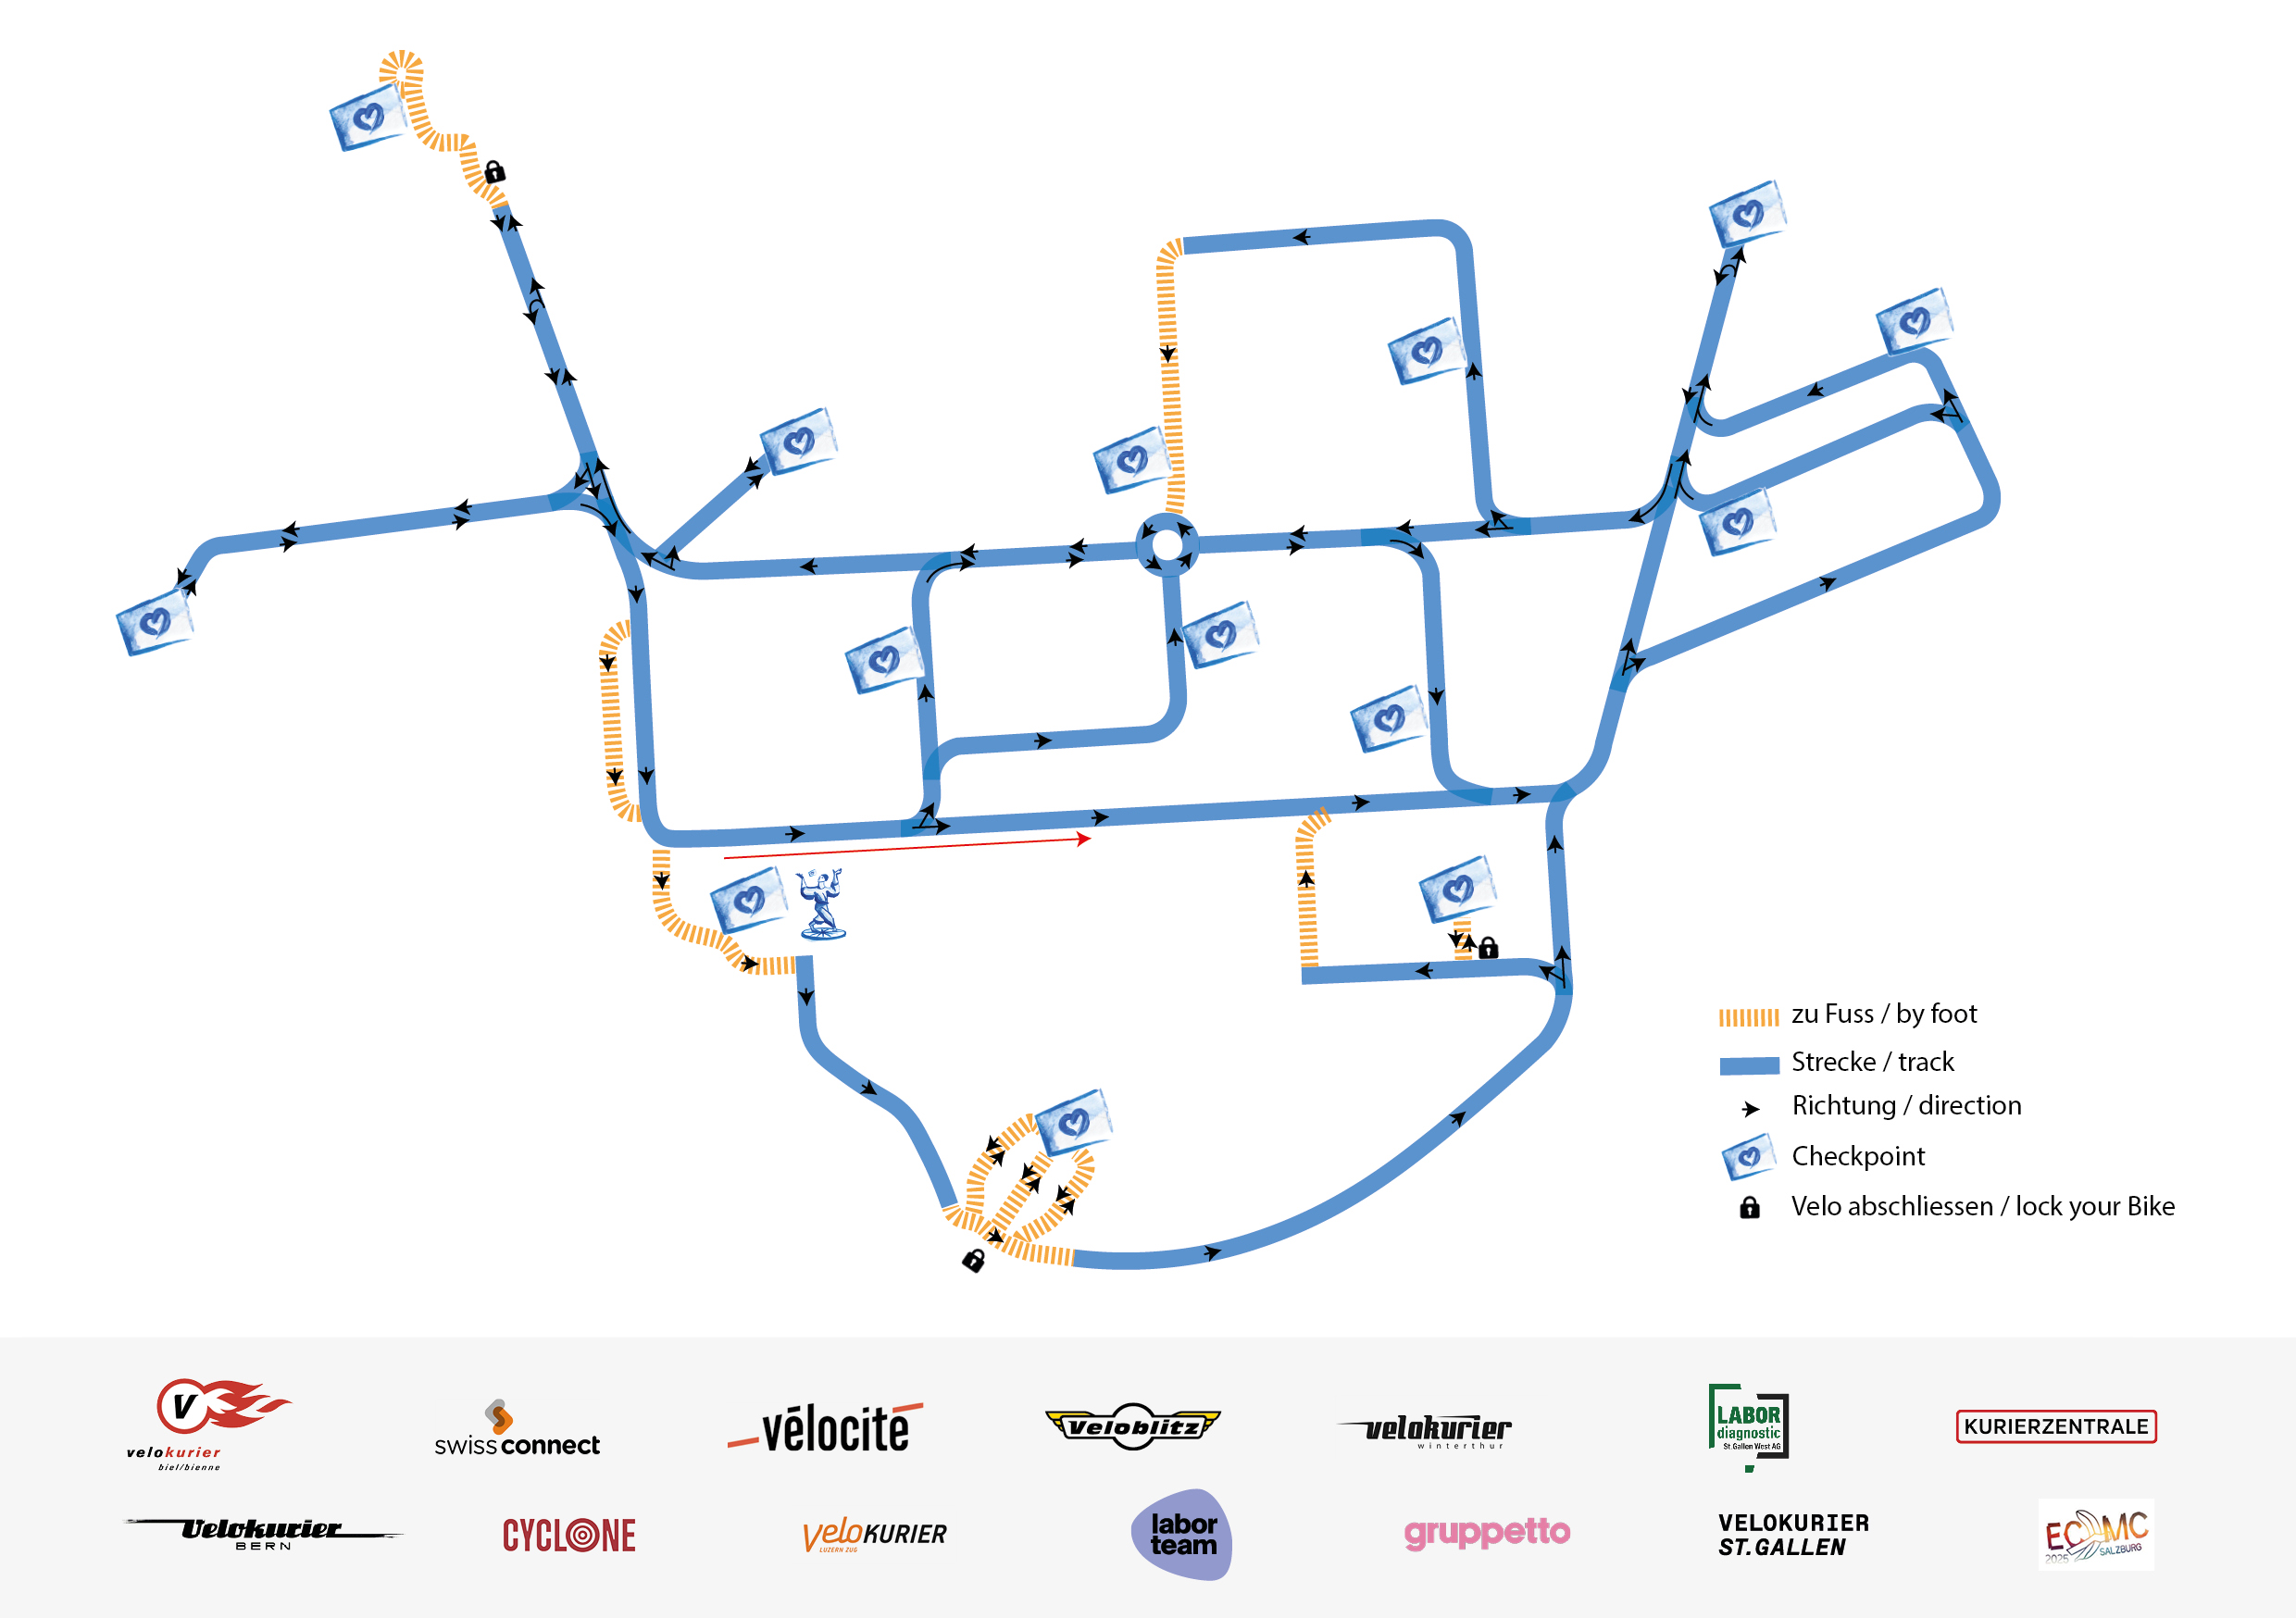 zu Fuss / by foot
Strecke / track
Richtung / direction
Checkpoint
Velo abschliessen / lock your Bike
V
velokurier
biel/bienne
swissconnect
vélocité
Veloblitz
velokurier
winterthur
LABOR
diagnostic
St. Gallen West AG
KURIERZENTRALE
Velokurier
BERN
CYCLONE
veloKURIER
LUZERN ZUG
labor
team
gruppetto
VELOKURIER
ST.GALLEN
ECMC
2025 SALZBURG